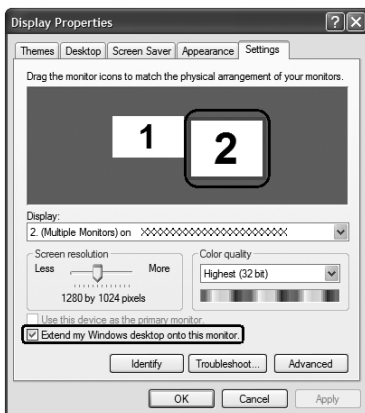 Display Properties
Themes Desktop Screen Saver Appearance Settings
Drag the monitor icons to match the physical arrangement of your monitors.
1 2
Display:
2. (Multiple Monitors) on XXXXXXXXXXXXXXXXXXXXXXXX
Screen resolution
Less More
1280 by 1024 pixels
Color quality
Highest (32 bit)
Use this device as the primary monitor.
Extend my Windows desktop onto this monitor.
Identify Troubleshoot... Advanced
OK Cancel Apply